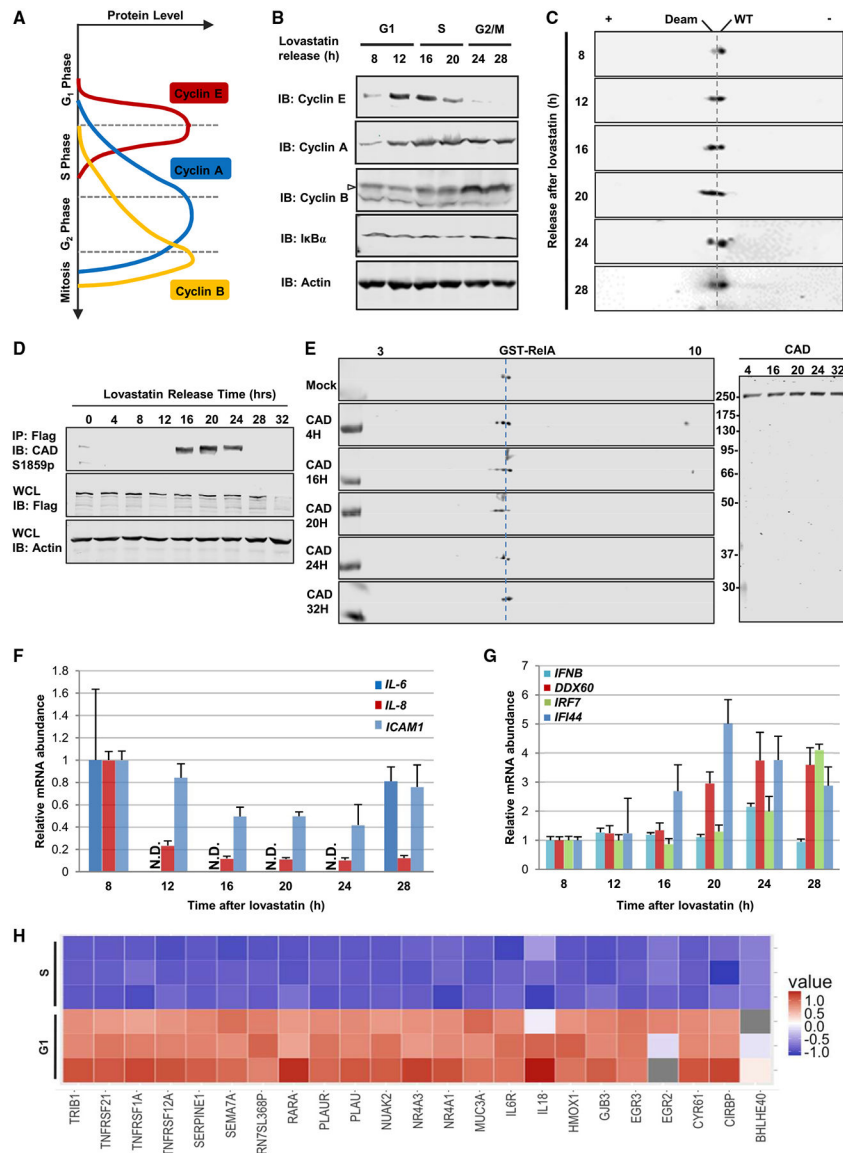 A
Protein Level
G1 Phase
S Phase
G2 Phase
Mitosis
Cyclin E
Cyclin A
Cyclin B
B
G1 S G2/M
Lovastatin
release (h) 8 12 16 20 24 28
IB: Cyclin E
IB: Cyclin A
IB: Cyclin B
IB: IκBα
IB: Actin
C
+ Deam WT -
Release after lovastatin (h)
8
12
16
20
24
28
D
Lovastatin Release Time (hrs)
0 4 8 12 16 20 24 28 32
IP: Flag
IB: CAD
S1859p
WCL
IB: Flag
WCL
IB: Actin
E
3 GST-RelA 10
Mock
CAD
4H
CAD
16H
CAD
20H
CAD
24H
CAD
32H
CAD
4 16 20 24 32
250
175
130
95
66
50
37
30
F
Relative mRNA abundance
1.8
1.6
1.4
1.2
1
0.8
0.6
0.4
0.2
0
IL-6
IL-8
ICAM1
N.D. N.D. N.D. N.D.
8 12 16 20 24 28
Time after lovastatin (h)
G
Relative mRNA abundance
7
6
5
4
3
2
1
0
IFNB
DDX60
IRF7
IFI44
8 12 16 20 24 28
Time after lovastatin (h)
H
S
G1
value
1.0
0.5
0.0
-0.5
-1.0
TRIB1
TNFRSF21
TNFRSF1A
TNFRSF12A
SERPINE1
SEMA7A
RN7SL368P
RARA
PLAUR
PLAU
NUAK2
NR4A3
NR4A1
MUC3A
IL6R
IL18
HMOX1
GJB3
EGR3
EGR2
CYR61
CIRBP
BHLHE40